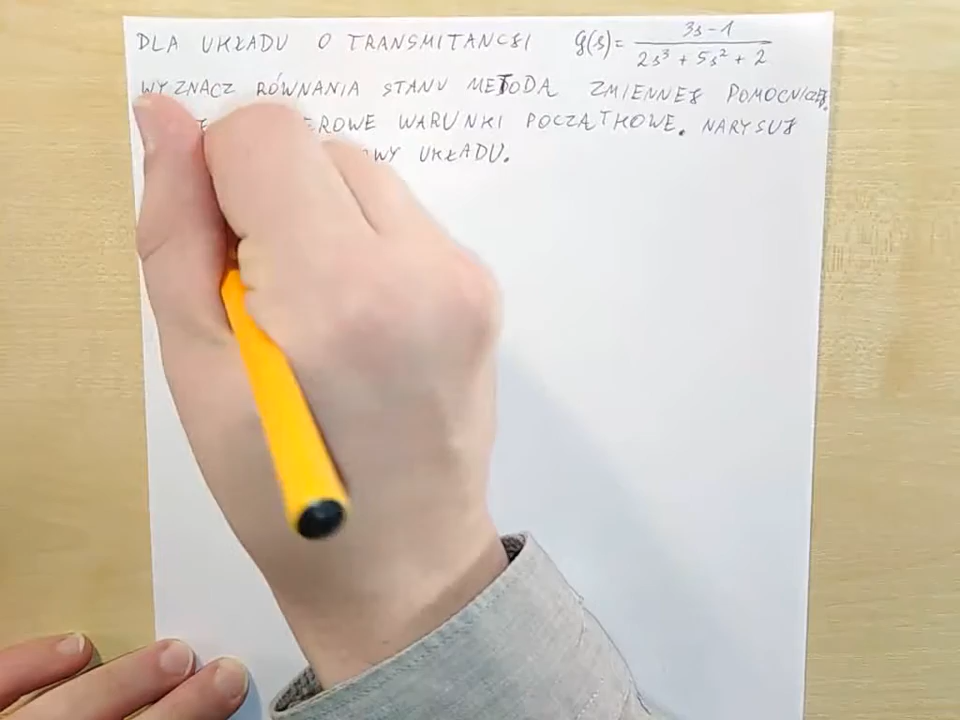 DLA UKŁADU O TRANSMITANCJI G(s)= 3s-1 / 2s³ + 5s² + 2
WYZNACZ RÓWNANIA STANU METODĄ ZMIENNEJ POMOCNICZEJ.
WARUNKI POCZĄTKOWE. NARYSUJ
UKŁADU.